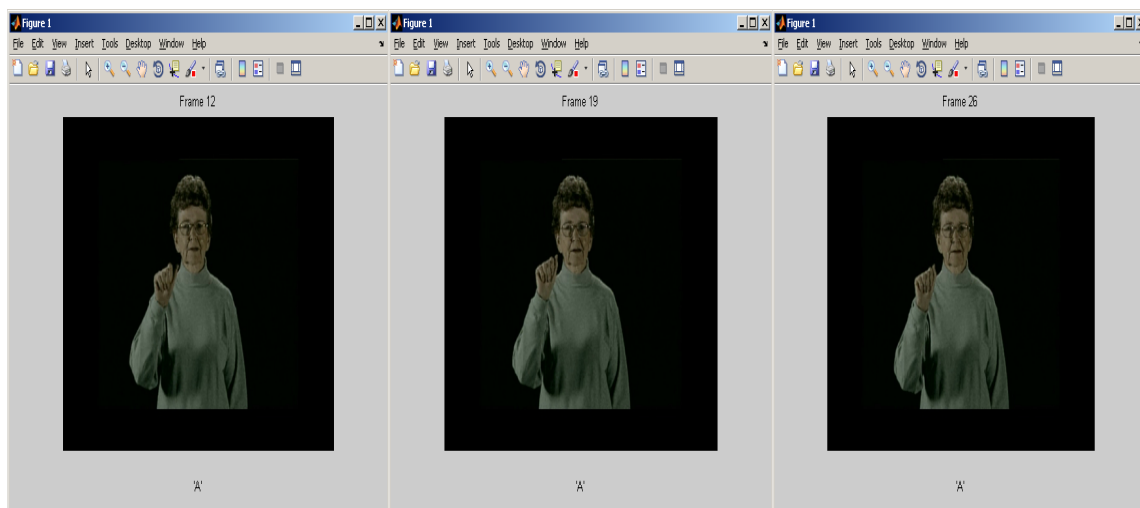 Figure 1
File Edit View Insert Tools Desktop Window Help
Frame 12
'A'
Figure 1
File Edit View Insert Tools Desktop Window Help
Frame 19
'A'
Figure 1
File Edit View Insert Tools Desktop Window Help
Frame 26
'A'